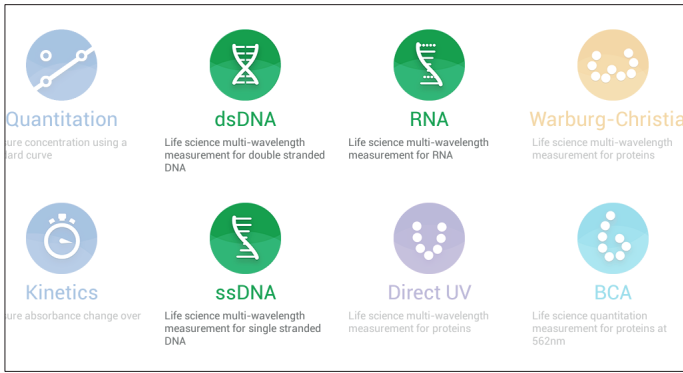 Quantitation
dsDNA
RNA
Warburg-Christia
sure concentration using a
dard curve
Life science multi-wavelength
measurement for double stranded
DNA
Life science multi-wavelength
measurement for RNA
Life science multi-wavelength
measurement for proteins
Kinetics
ssDNA
Direct UV
BCA
sure absorbance change over
Life science multi-wavelength
measurement for single stranded
DNA
Life science multi-wavelength
measurement for proteins
Life science quantitation
measurement for proteins at
562nm